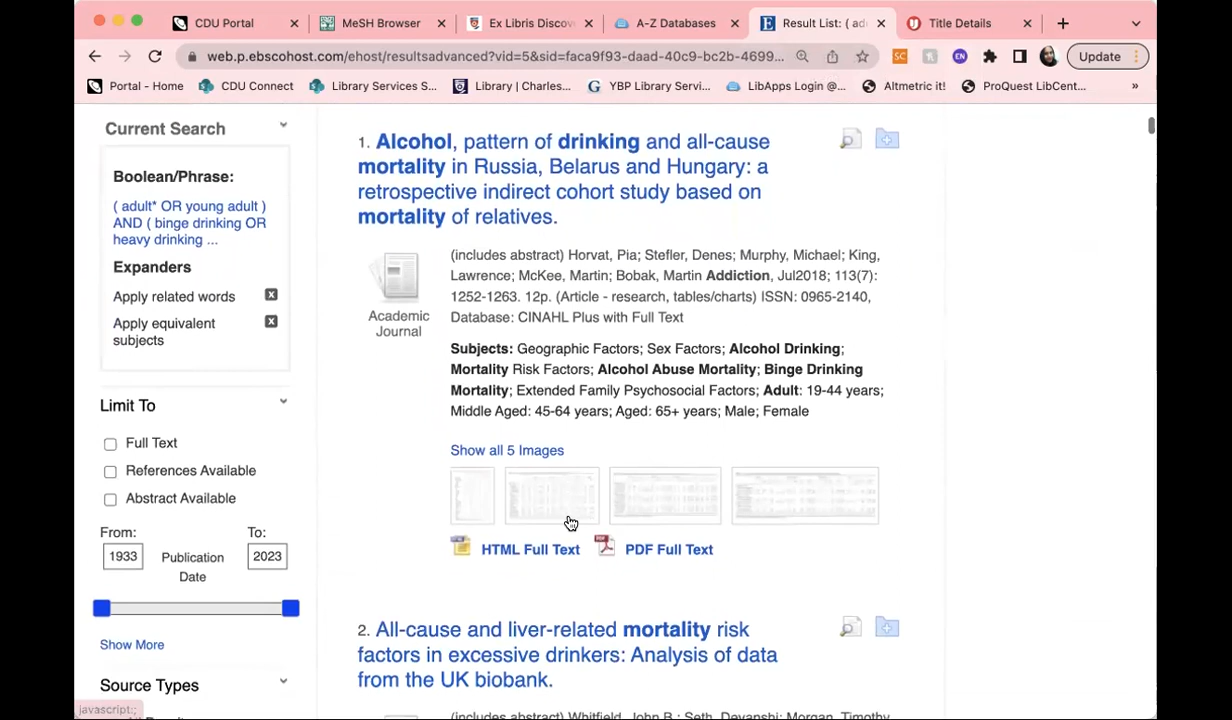 CDU Portal
MeSH Browser
Ex Libris Discov
A-Z Databases
Result List: ( ad
Title Details
web.p.ebscohost.com/ehost/resultsadvanced?vid=5&sid=faca9f93-daad-40c9-bc2b-4699...
SC
CN
Update
Portal - Home
CDU Connect
Library Services S...
Library | Charles...
YBP Library Servi...
LibApps Login @...
Altmetric it!
ProQuest LibCent...
»
Current Search
Boolean/Phrase:
( adult* OR young adult )
AND ( binge drinking OR
heavy drinking ...
Expanders
Apply related words
Apply equivalent
subjects
Limit To
Full Text
References Available
Abstract Available
From:
To:
1933
Publication
Date
2023
Show More
Source Types
1. Alcohol, pattern of drinking and all-cause
mortality in Russia, Belarus and Hungary: a
retrospective indirect cohort study based on
mortality of relatives.
Academic
Journal
(includes abstract) Horvat, Pia; Stefler, Denes; Murphy, Michael; King,
Lawrence; McKee, Martin; Bobak, Martin Addiction, Jul2018; 113(7):
1252-1263. 12p. (Article - research, tables/charts) ISSN: 0965-2140,
Database: CINAHL Plus with Full Text
Subjects: Geographic Factors; Sex Factors; Alcohol Drinking;
Mortality Risk Factors; Alcohol Abuse Mortality; Binge Drinking
Mortality; Extended Family Psychosocial Factors; Adult: 19-44 years;
Middle Aged: 45-64 years; Aged: 65+ years; Male; Female
Show all 5 Images
HTML Full Text
PDF Full Text
2. All-cause and liver-related mortality risk
factors in excessive drinkers: Analysis of data
from the UK biobank.
(includes abstract) Whitfield, John B.; Seth, Devanshi; Morgan, Timothy
javascript:;